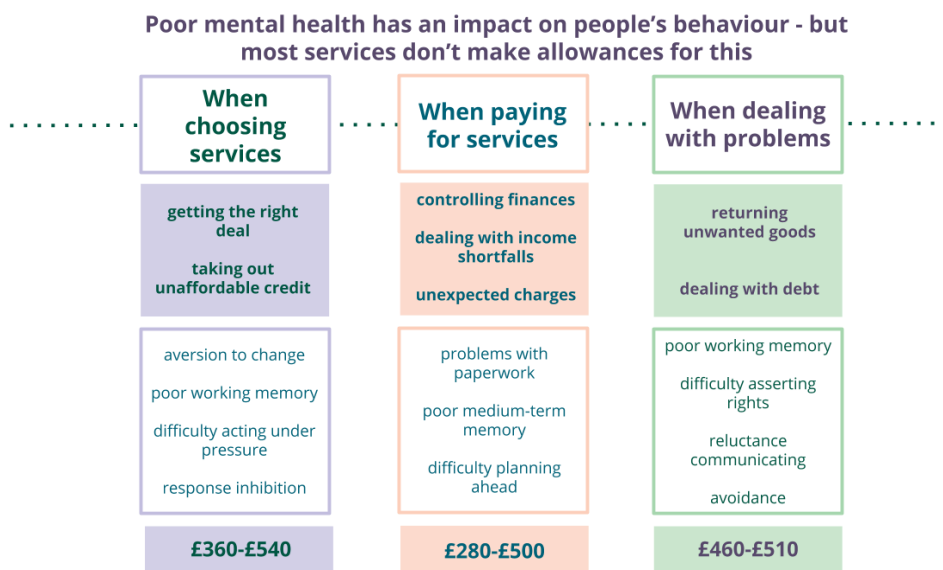 Poor mental health has an impact on people’s behaviour - but
most services don’t make allowances for this
When
choosing
services
getting the right
deal
taking out
unaffordable credit
aversion to change
poor working memory
difficulty acting under
pressure
response inhibition
£360-£540
When paying
for services
controlling finances
dealing with income
shortfalls
unexpected charges
problems with
paperwork
poor medium-term
memory
difficulty planning
ahead
£280-£500
When dealing
with problems
returning
unwanted goods
dealing with debt
poor working memory
difficulty asserting
rights
reluctance
communicating
avoidance
£460-£510